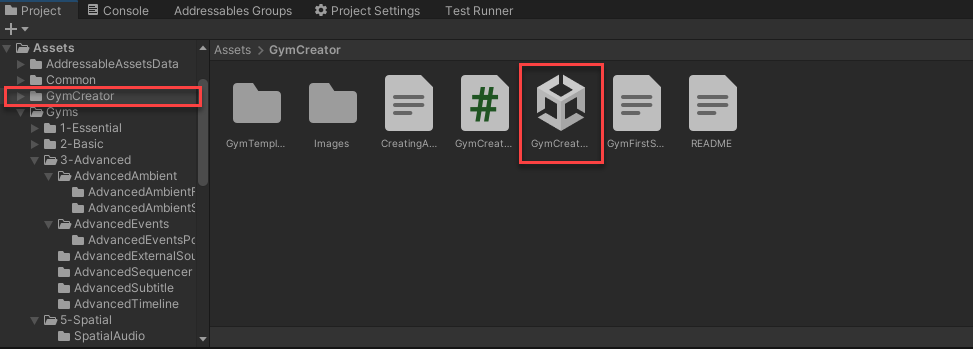 Project Console Addressables Groups Project Settings Test Runner
Assets
AddressableAssetsData
Common
GymCreator
Gyms
1-Essential
2-Basic
3-Advanced
AdvancedAmbient
AdvancedAmbientF
AdvancedAmbientS
AdvancedEvents
AdvancedEventsPo
AdvancedExternalSou
AdvancedSequencer
AdvancedSubtitle
AdvancedTimeline
5-Spatial
SpatialAudio
Assets > GymCreator
#
GymTempl... Images CreatingA... GymCreat... GymCreat... GymFirstS... README